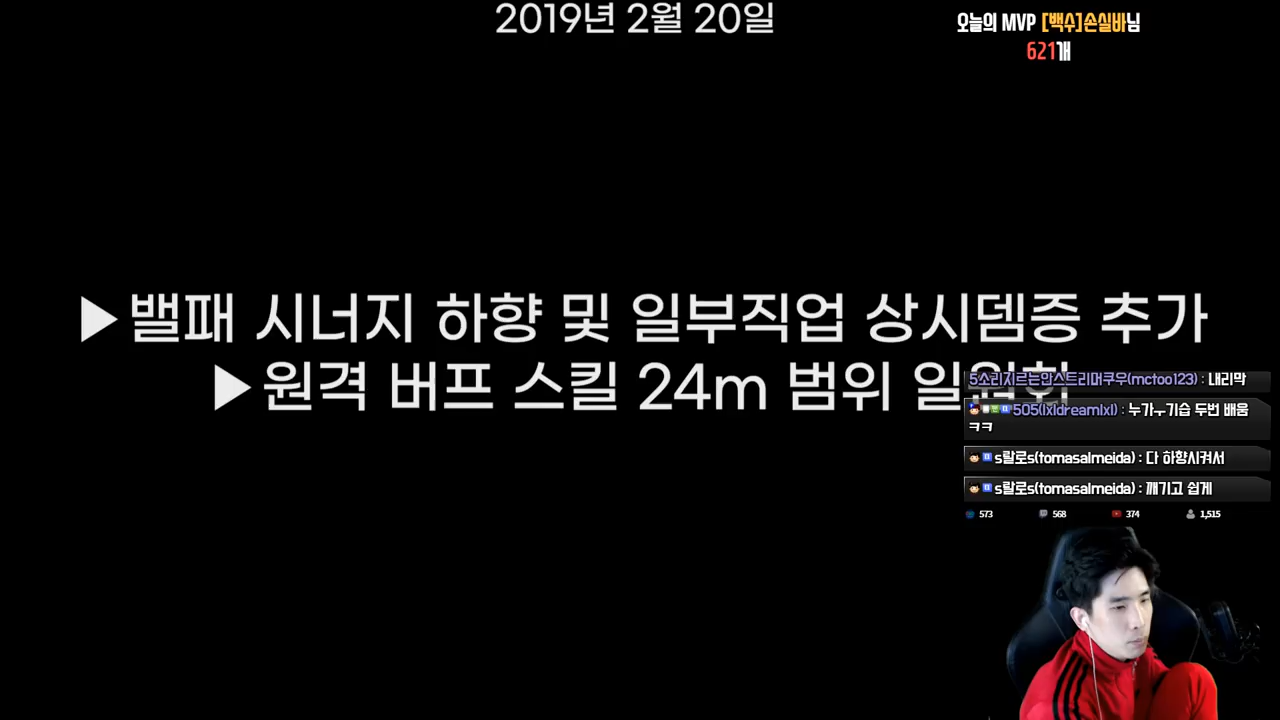 2019년 2월 20일
오늘의 MVP [백수]손실바님
621개
▶밸패 시너지 하향 및 일부직업 상시뎀증 추가
▶원격 버프 스킬 24m 범위 일원화
5소리지르는맙스트리머쿠우(mctoo123) : 내리막
505(lxldreamlxl) : 누가ㅜ기습 두번 배움
ㅋㅋ
s랄로s(tomasalmeida) : 다 하향시켜서
s랄로s(tomasalmeida) : 깨기고 쉽게
573 568 374 1,515